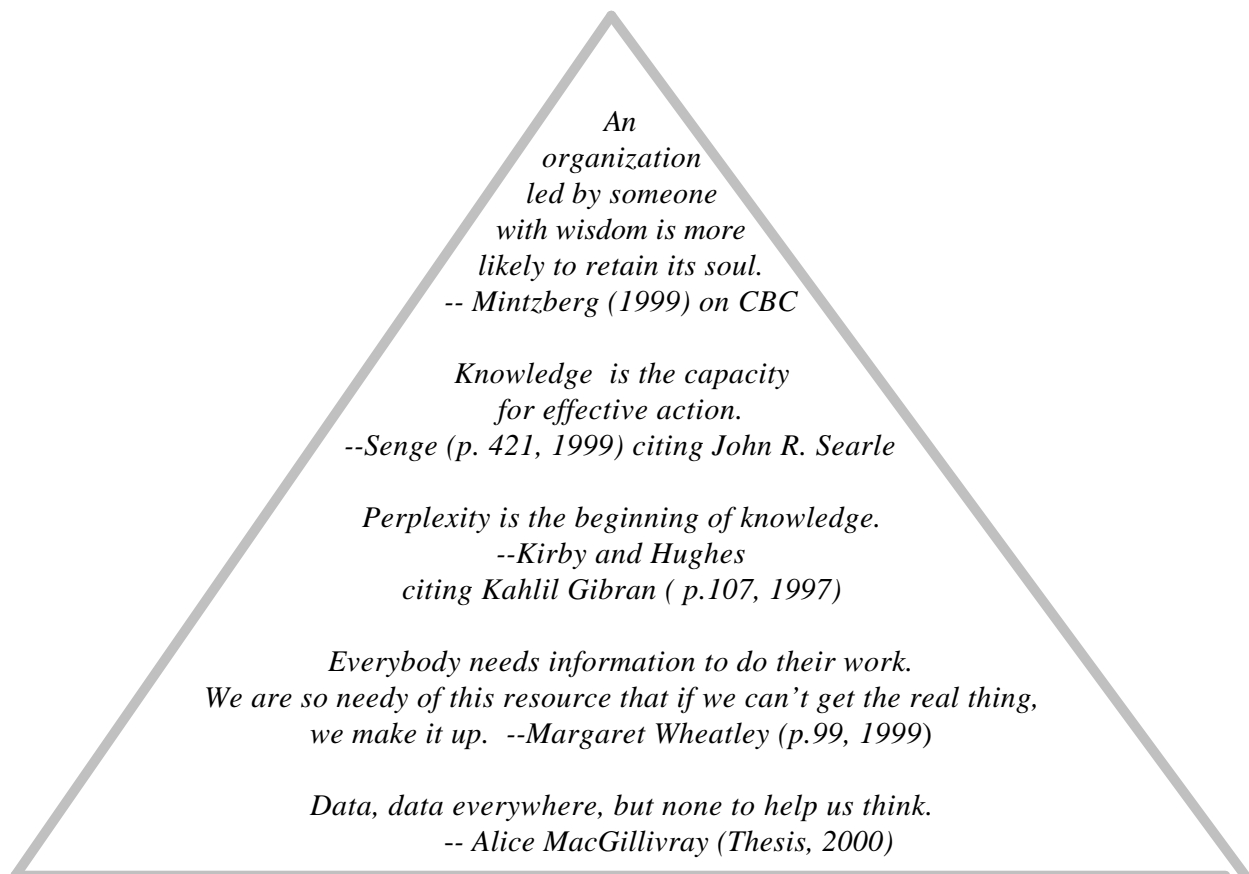 An
organization
led by someone
with wisdom is more
likely to retain its soul.
-- Mintzberg (1999) on CBC
Knowledge  is the capacity
for effective action.
--Senge (p. 421, 1999) citing John R. Searle
Perplexity is the beginning of knowledge.
--Kirby and Hughes
citing Kahlil Gibran ( p.107, 1997)
Everybody needs information to do their work.
We are so needy of this resource that if we can’t get the real thing,
we make it up.  --Margaret Wheatley (p.99, 1999)
Data, data everywhere, but none to help us think.
-- Alice MacGillivray (Thesis, 2000)